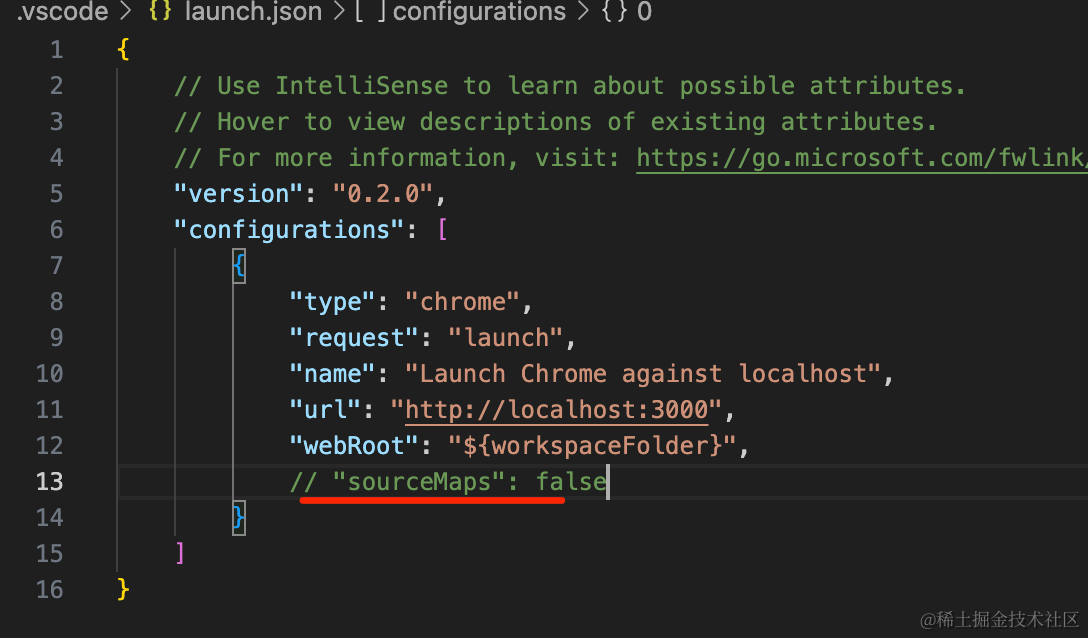 .vscode > {} launch.json > [ ] configurations > {} 0
1 {
2 // Use IntelliSense to learn about possible attributes.
3 // Hover to view descriptions of existing attributes.
4 // For more information, visit: https://go.microsoft.com/fwlink/
5 "version": "0.2.0",
6 "configurations": [
7 {
8 "type": "chrome",
9 "request": "launch",
10 "name": "Launch Chrome against localhost",
11 "url": "http://localhost:3000",
12 "webRoot": "${workspaceFolder}",
13 // "sourceMaps": false
14 }
15 ]
16 }
@稀土掘金技术社区